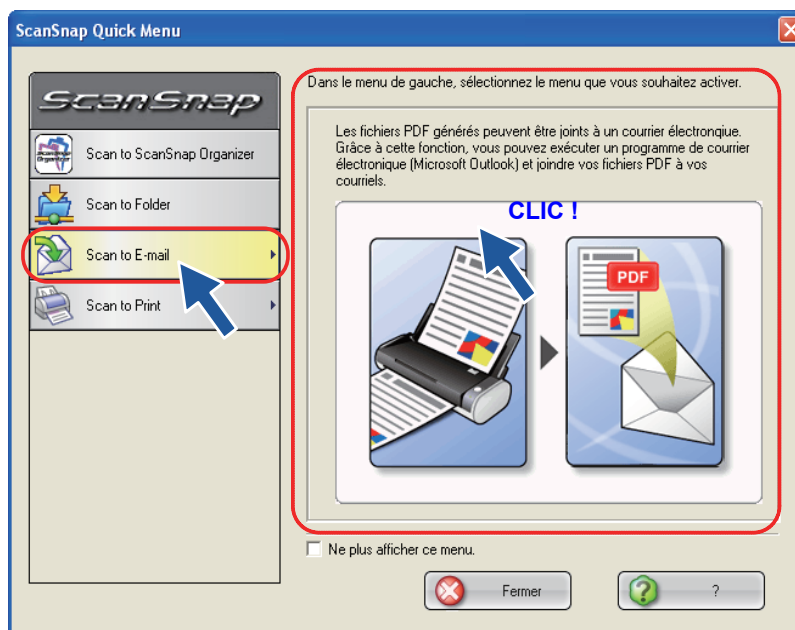 ScanSnap Quick Menu
ScanSnap
Scan to ScanSnap Organizer
Scan to Folder
Scan to E-mail
Scan to Print
Dans le menu de gauche, sélectionnez le menu que vous souhaitez activer.
Les fichiers PDF générés peuvent être joints à un courrier électronqiue.
Grâce à cette fonction, vous pouvez exécuter un programme de courrier
électronique (Microsoft Outlook) et joindre vos fichiers PDF à vos
courriels.
CLIC !
PDF
Ne plus afficher ce menu.
Fermer
?